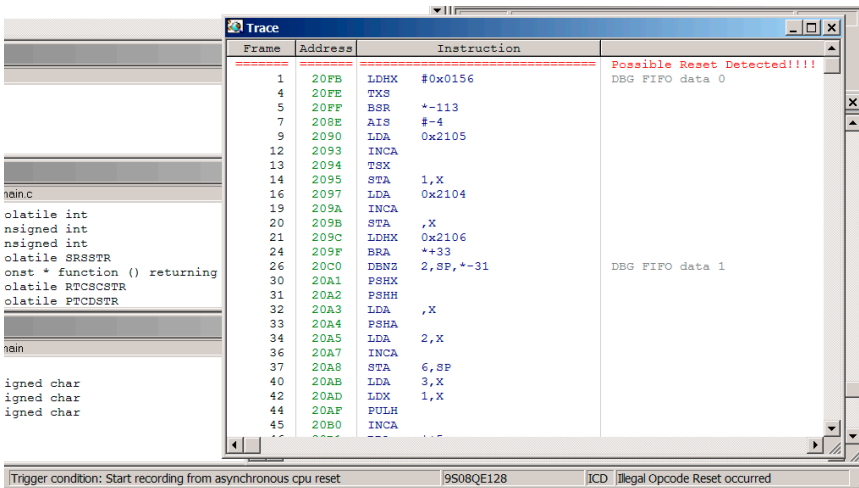 Trace
Frame Address Instruction
======= ======= ============================== Possible Reset Detected!!!!
1 20FB LDHX #0x0156 DBG FIFO data 0
4 20FE TXS
5 20FF BSR *-113
7 208E AIS #-4
9 2090 LDA 0x2105
12 2093 INCA
13 2094 TSX
14 2095 STA 1,X
16 2097 LDA 0x2104
19 209A INCA
20 209B STA ,X
21 209C LDHX 0x2106
24 209F BRA *+33
26 20C0 DBNZ 2,SP,*-31 DBG FIFO data 1
30 20A1 PSHX
31 20A2 PSHH
32 20A3 LDA ,X
33 20A4 PSHA
34 20A5 LDA 2,X
36 20A7 INCA
37 20A8 STA 6,SP
40 20AB LDA 3,X
42 20AD LDX 1,X
44 20AF PULH
45 20B0 INCA
main.c
olatile int
nsigned int
nsigned int
olatile SRSSTR
onst * function () returning
olatile RTCSCSTR
olatile PTCDSTR
main
igned char
igned char
igned char
Trigger condition: Start recording from asynchronous cpu reset 9S08QE128 ICD Illegal Opcode Reset occurred